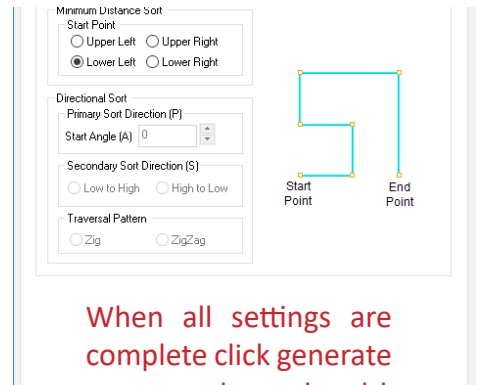 Minimum Distance Sort
Start Point
Upper Left Upper Right
Lower Left Lower Right
Directional Sort
Primary Sort Direction (P)
Start Angle (A) 0
Secondary Sort Direction (S)
Low to High High to Low
Traversal Pattern
Zig ZigZag
Start Point
End Point
When all settings are
complete click generate